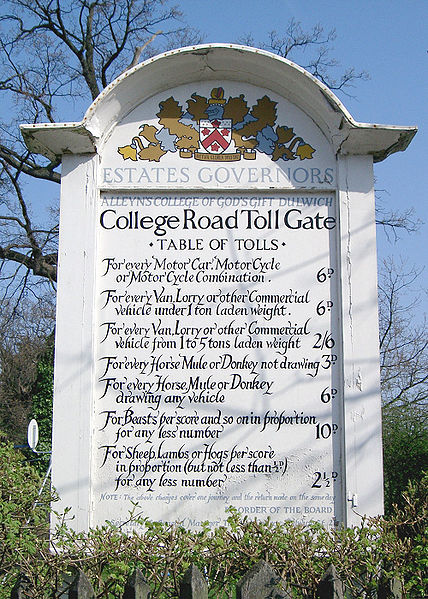 ESTATES GOVERNORS
ALLEYN'S COLLEGE OF GOD'S GIFT DULWICH
College Road Toll Gate
• TABLE OF TOLLS •
For every Motor Car, Motor Cycle
or Motor Cycle Combination. 6D
For every Van, Lorry or other Commercial
vehicle under 1 ton laden weight. 6D
For every Van, Lorry or other Commercial
vehicle from 1 to 5 tons laden weight 2/6
For every Horse Mule or Donkey not drawing 3D
For every Horse, Mule or Donkey
drawing any vehicle 6D
For Beasts per score and so on in proportion
for any less number 10D
For Sheep, Lambs or Hogs per score
in proportion (but not less than ½D)
for any less number 2½D
NOTE: The above charges cover one journey and the return made on the same day
BY ORDER OF THE BOARD